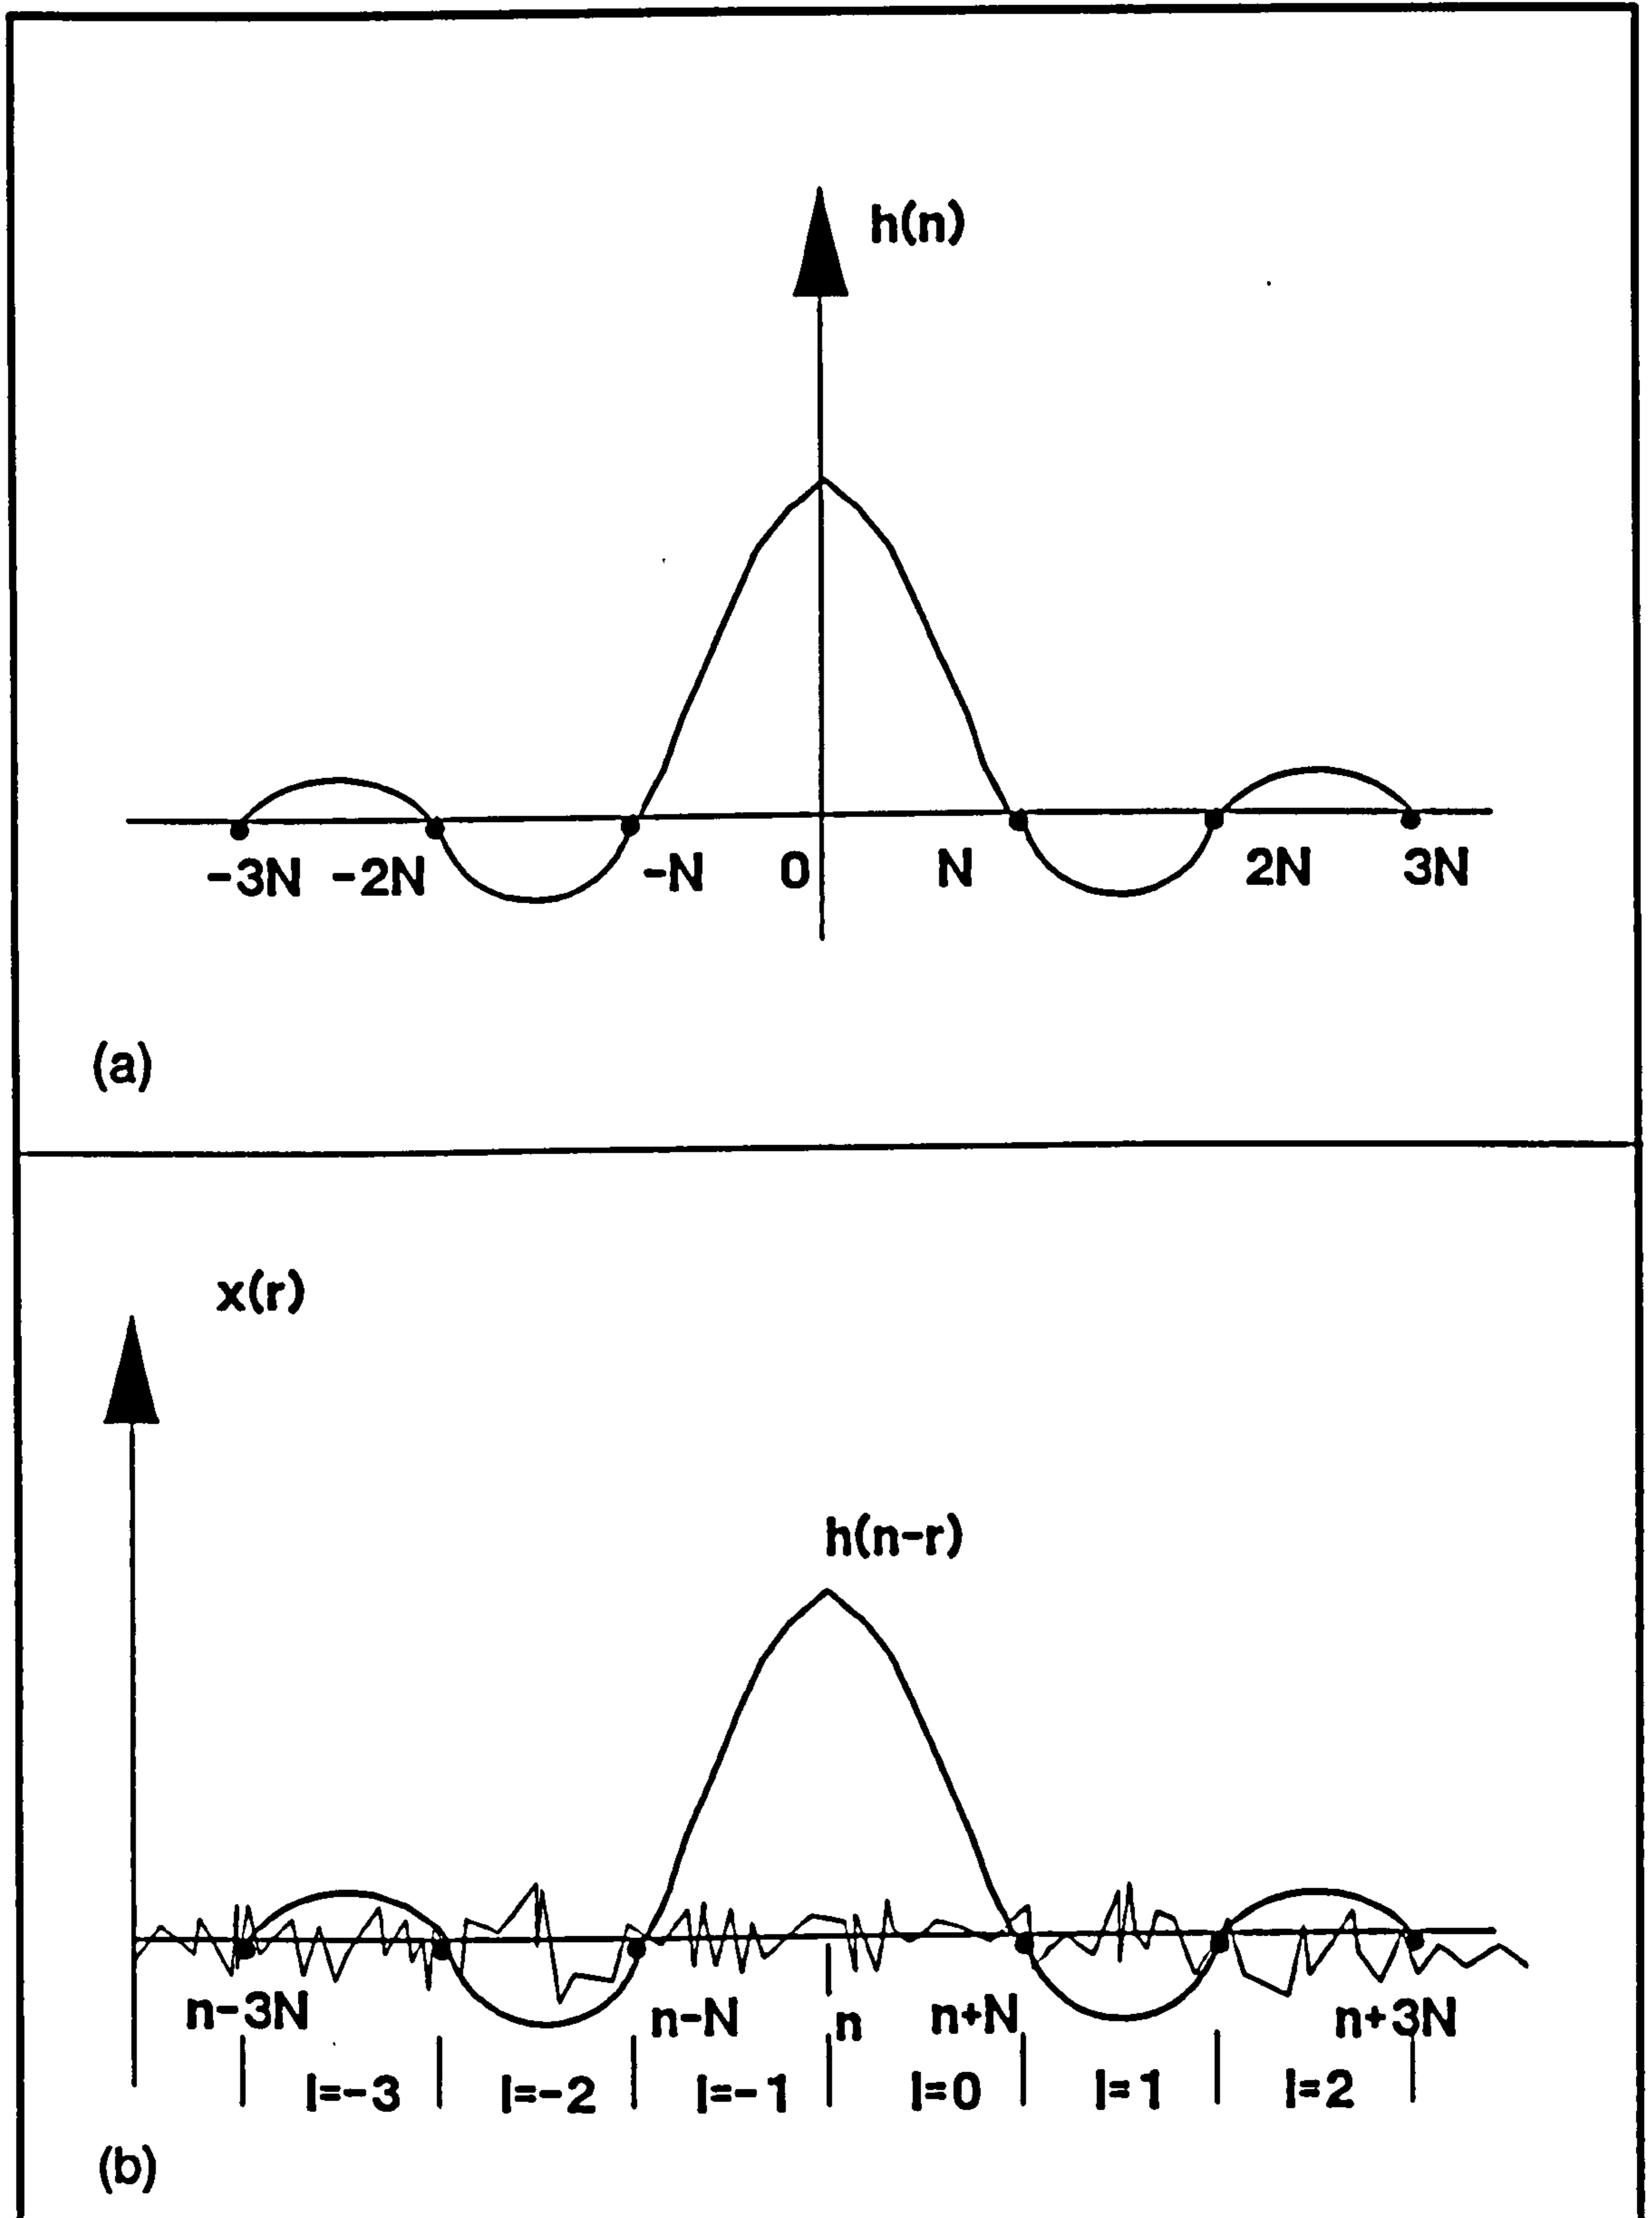 h(n)
-3N -2N -N 0 N 2N 3N
(a)
x(r)
h(n-r)
n-3N n-N n n+N n+3N
l=-3 l=-2 l=-1 l=0 l=1 l=2
(b)